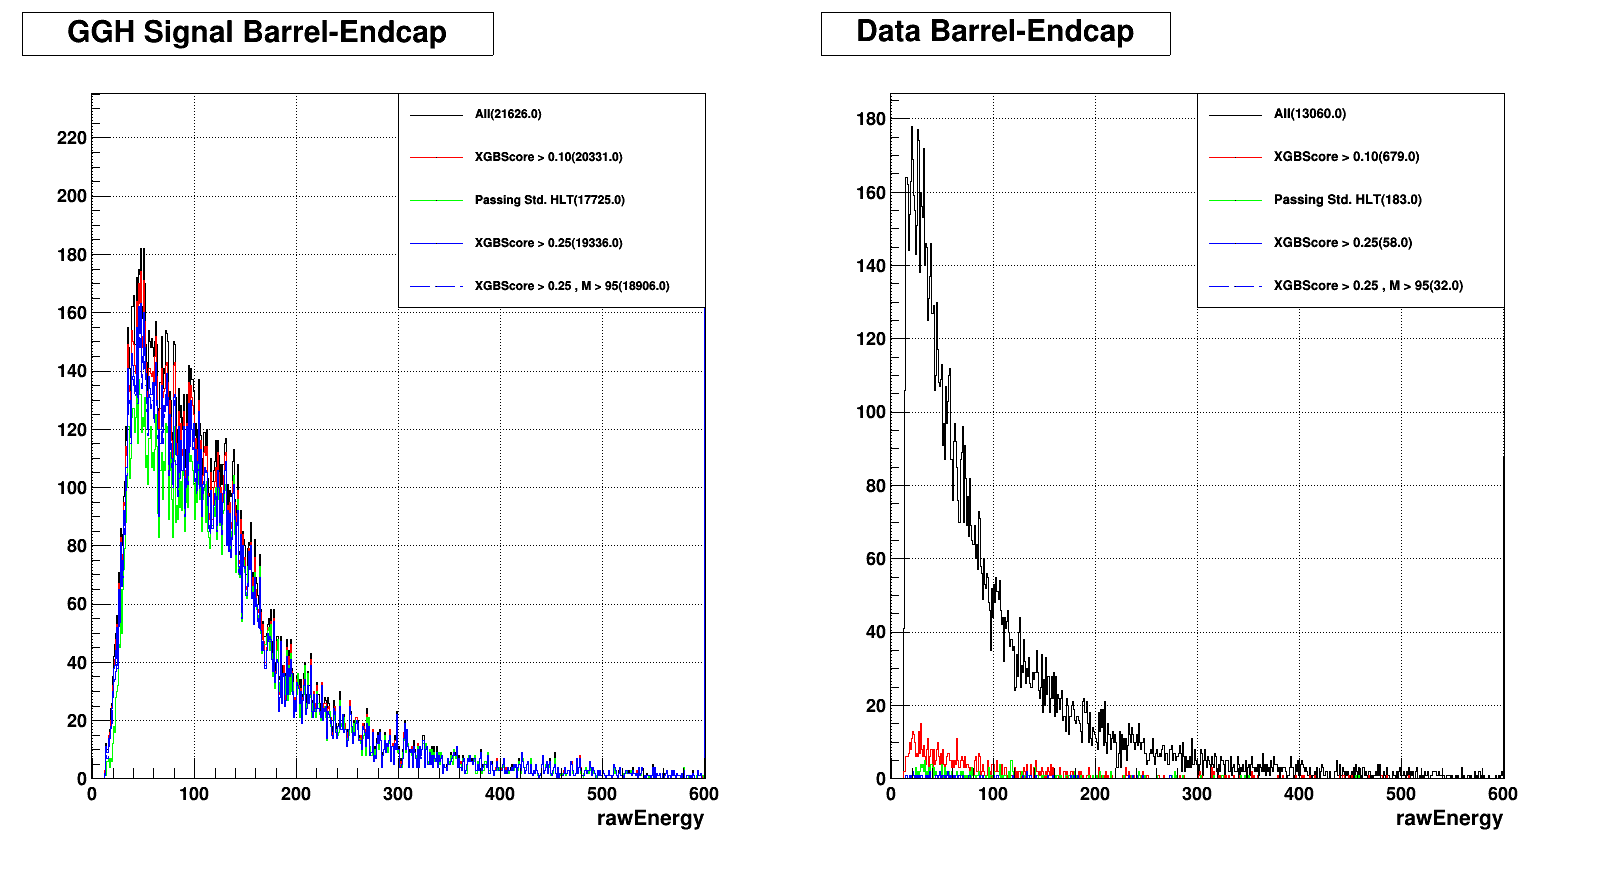 GGH Signal Barrel-Endcap
All(21626.0)
XGBScore > 0.10(20331.0)
Passing Std. HLT(17725.0)
XGBScore > 0.25(19336.0)
XGBScore > 0.25 , M > 95(18906.0)
220
200
180
160
140
120
100
80
60
40
20
0
0 100 200 300 400 500 600
rawEnergy
Data Barrel-Endcap
All(13060.0)
XGBScore > 0.10(679.0)
Passing Std. HLT(183.0)
XGBScore > 0.25(58.0)
XGBScore > 0.25 , M > 95(32.0)
180
160
140
120
100
80
60
40
20
0
0 100 200 300 400 500 600
rawEnergy